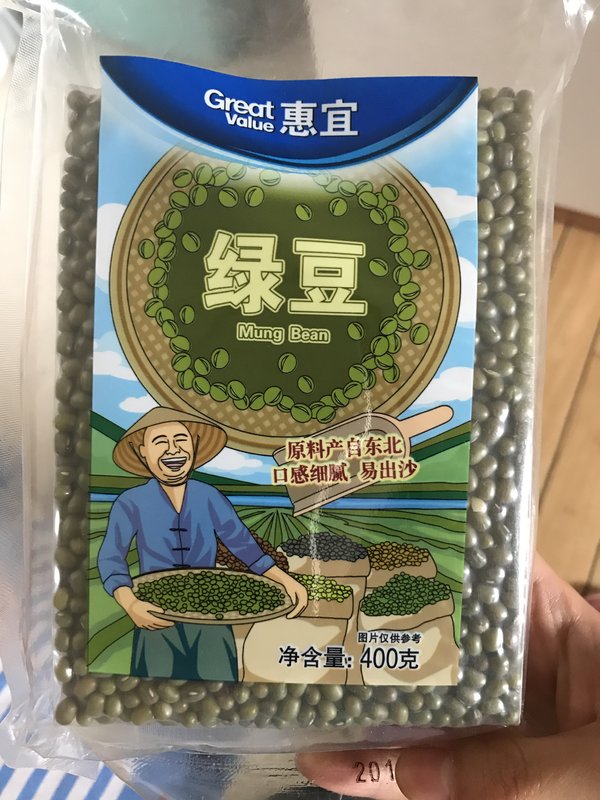 Great Value 惠宜
绿豆
Mung Bean
原料产自东北
口感细腻 易出沙
图片仅供参考
净含量: 400克
201